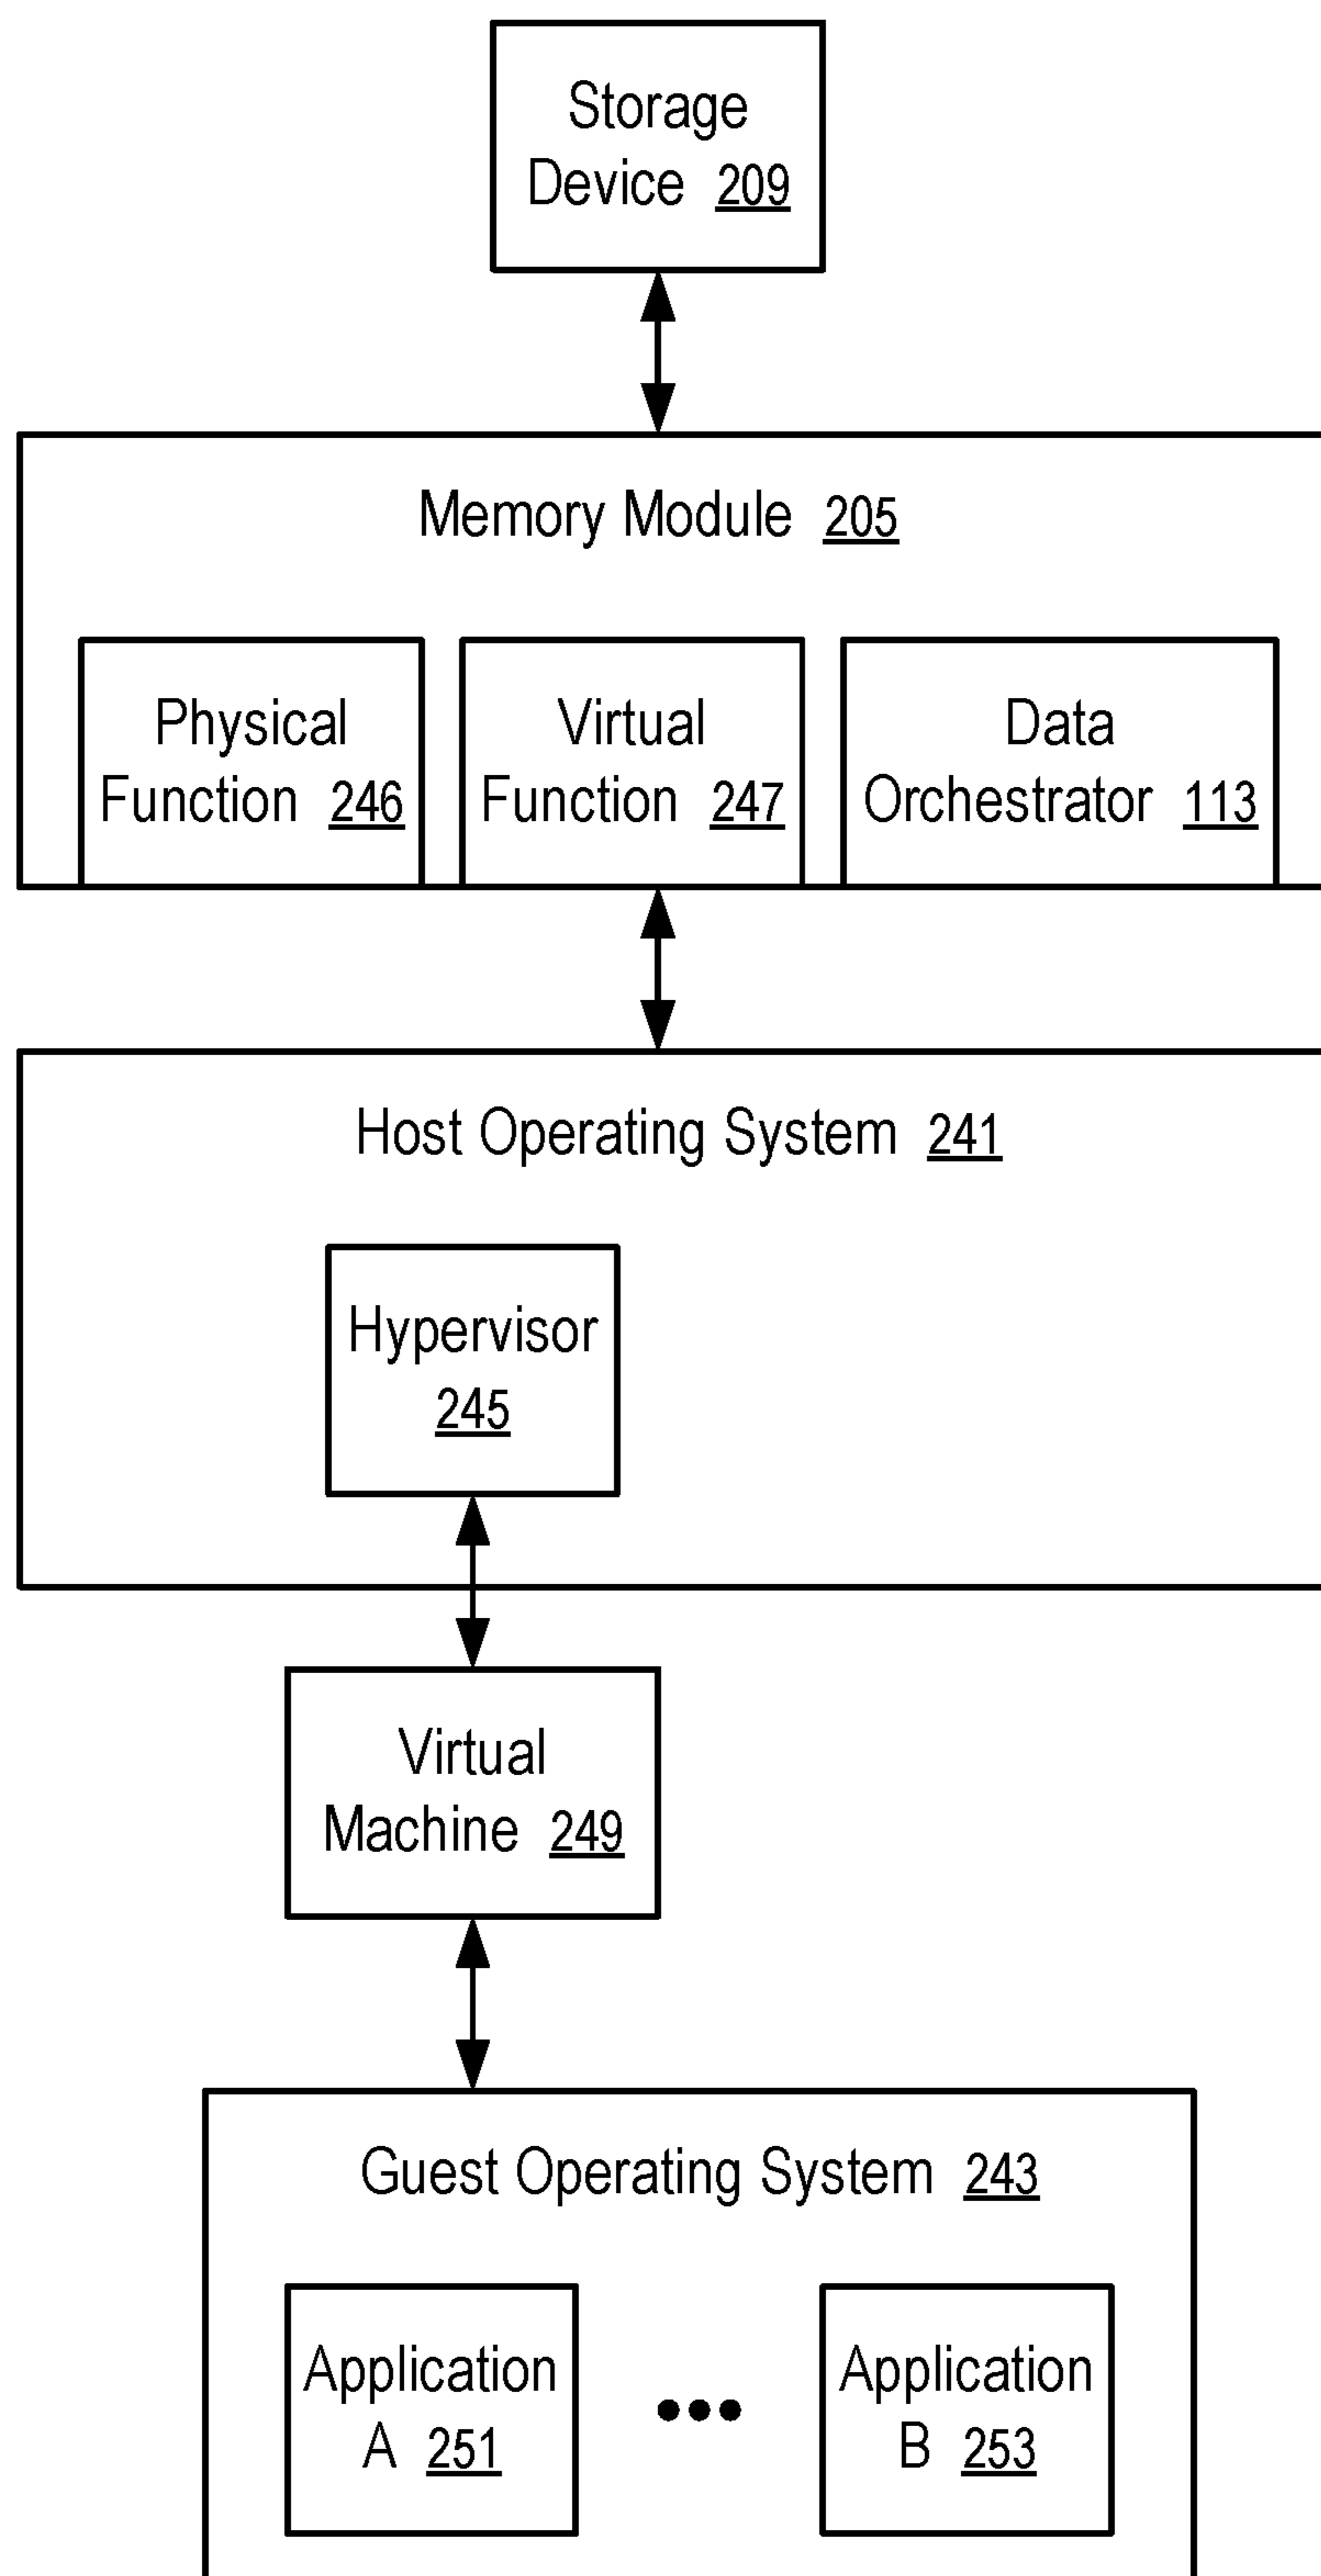 Storage
Device 209
Memory Module 205
Physical
Function 246
Virtual
Function 247
Data
Orchestrator 113
Host Operating System 241
Hypervisor
245
Virtual
Machine 249
Guest Operating System 243
Application
A 251
•••
Application
B 253